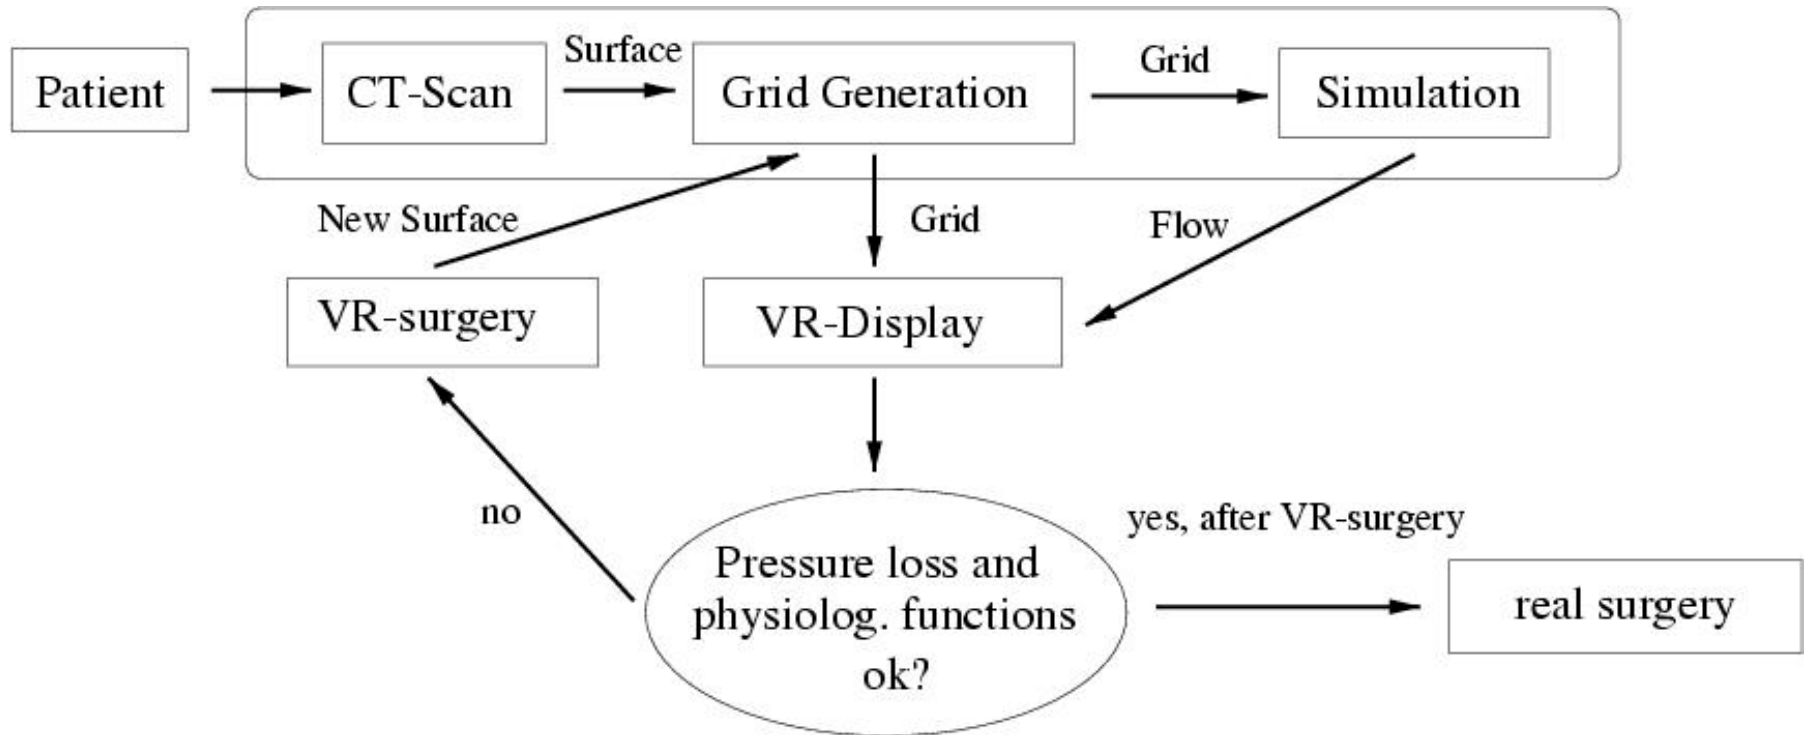 Patient
CT-Scan
Surface
Grid Generation
Grid
Simulation
New Surface
Grid
Flow
VR-surgery
VR-Display
no
yes, after VR-surgery
Pressure loss and
physiolog. functions
ok?
real surgery